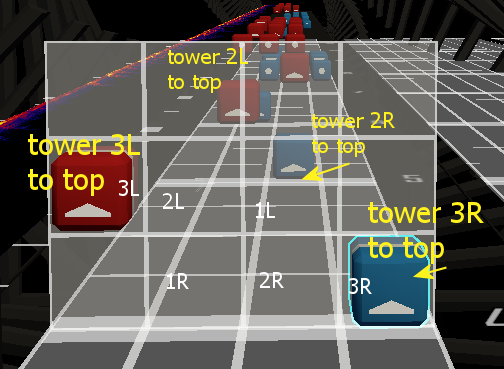 tower 2L
to top
tower 2R
to top
tower 3L
to top
3L
2L
1L
tower 3R
to top
1R
2R
3R
5